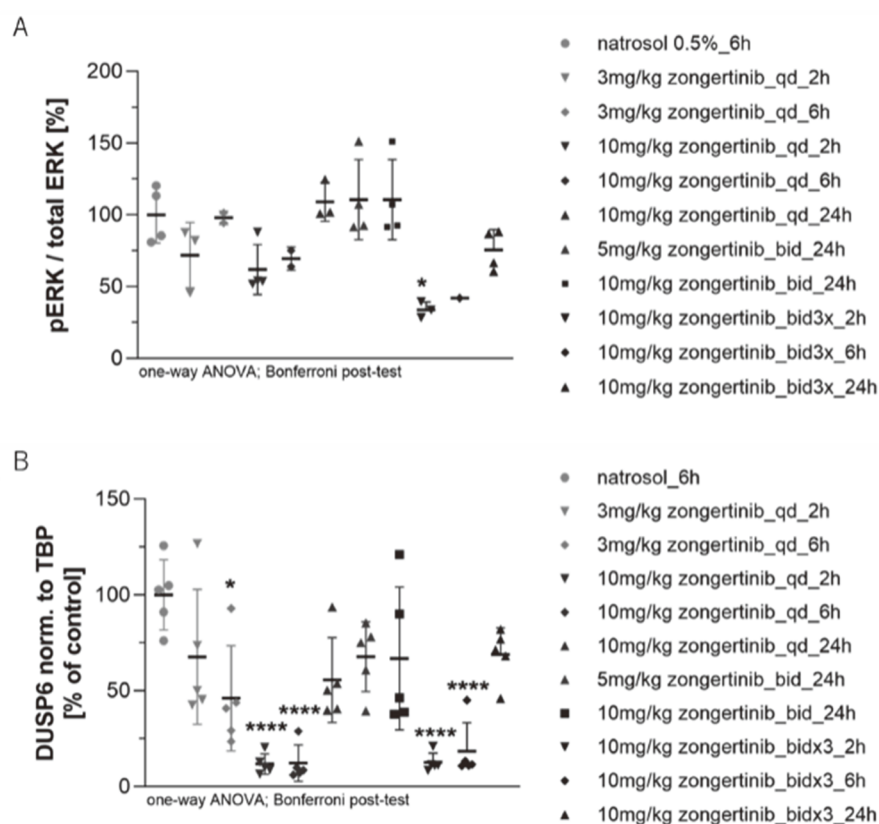 A
pERK / total ERK [%]
200
150
100
50
0
*
one-way ANOVA; Bonferroni post-test
natrosol 0.5%_6h
3mg/kg zongertinib_qd_2h
3mg/kg zongertinib_qd_6h
10mg/kg zongertinib_qd_2h
10mg/kg zongertinib_qd_6h
10mg/kg zongertinib_qd_24h
5mg/kg zongertinib_bid_24h
10mg/kg zongertinib_bid_24h
10mg/kg zongertinib_bid3x_2h
10mg/kg zongertinib_bid3x_6h
10mg/kg zongertinib_bid3x_24h
B
DUSP6 norm. to TBP
[% of control]
150
100
50
0
*
****
****
****
****
one-way ANOVA; Bonferroni post-test
natrosol_6h
3mg/kg zongertinib_qd_2h
3mg/kg zongertinib_qd_6h
10mg/kg zongertinib_qd_2h
10mg/kg zongertinib_qd_6h
10mg/kg zongertinib_qd_24h
5mg/kg zongertinib_bid_24h
10mg/kg zongertinib_bid_24h
10mg/kg zongertinib_bidx3_2h
10mg/kg zongertinib_bidx3_6h
10mg/kg zongertinib_bidx3_24h